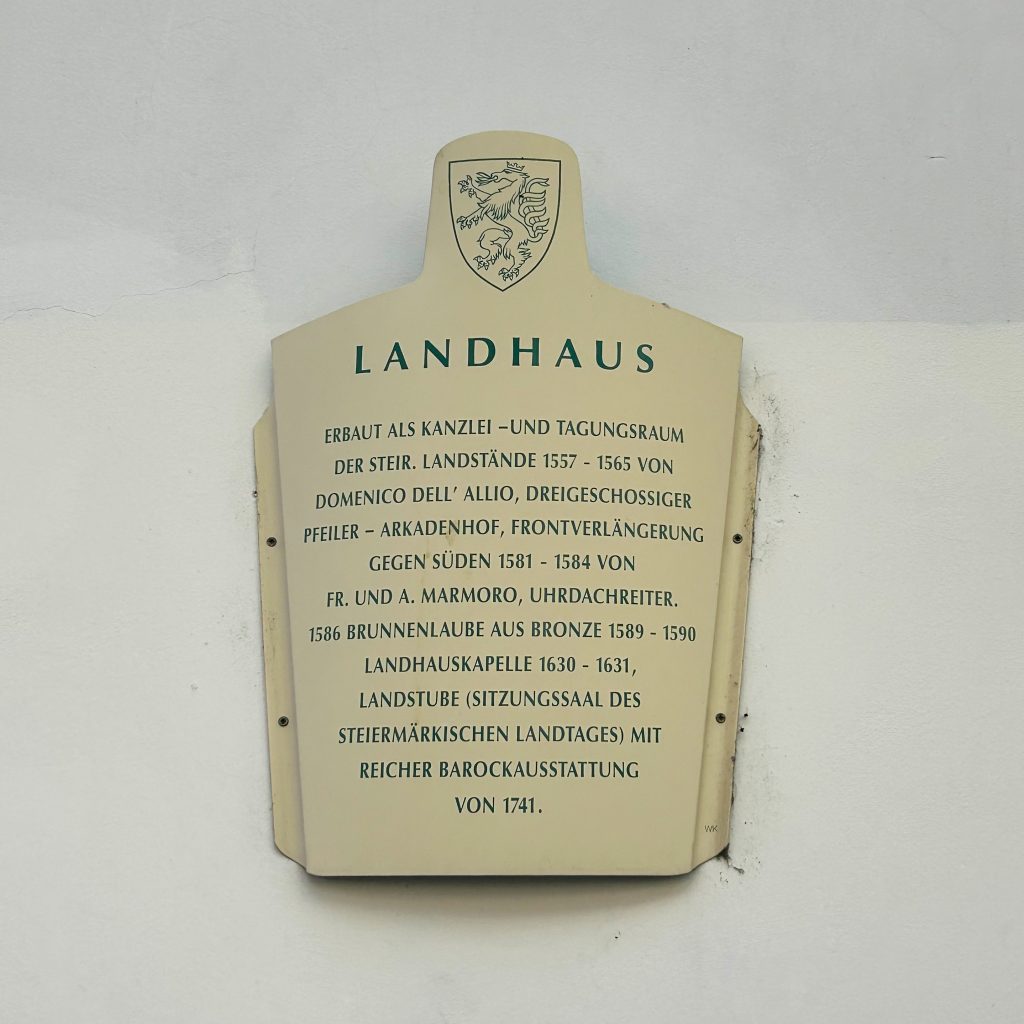 LANDHAUS
ERBAUT ALS KANZLEI –UND TAGUNGSRAUM
DER STEIR. LANDSTÄNDE 1557 - 1565 VON
DOMENICO DELL' ALLIO, DREIGESCHOSSIGER
PFEILER – ARKADENHOF, FRONTVERLÄNGERUNG
GEGEN SÜDEN 1581 - 1584 VON
FR. UND A. MARMORO, UHRDACHREITER.
1586 BRUNNENLAUBE AUS BRONZE 1589 - 1590
LANDHAUSKAPELLE 1630 - 1631,
LANDSTUBE (SITZUNGSSAAL DES
STEIERMÄRKISCHEN LANDTAGES) MIT
REICHER BAROCKAUSSTATTUNG
VON 1741.
WK